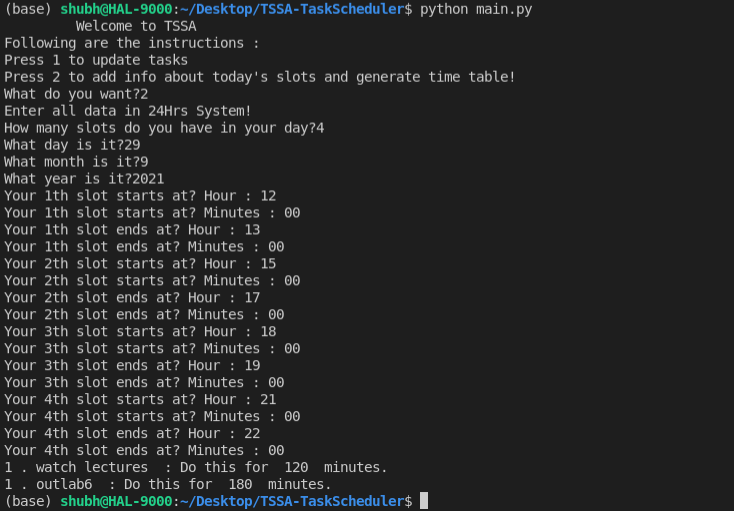 (base) shubh@HAL-9000:~/Desktop/TSSA-TaskScheduler$ python main.py
Welcome to TSSA
Following are the instructions :
Press 1 to update tasks
Press 2 to add info about today's slots and generate time table!
What do you want?2
Enter all data in 24Hrs System!
How many slots do you have in your day?4
What day is it?29
What month is it?9
What year is it?2021
Your 1th slot starts at? Hour : 12
Your 1th slot starts at? Minutes : 00
Your 1th slot ends at? Hour : 13
Your 1th slot ends at? Minutes : 00
Your 2th slot starts at? Hour : 15
Your 2th slot starts at? Minutes : 00
Your 2th slot ends at? Hour : 17
Your 2th slot ends at? Minutes : 00
Your 3th slot starts at? Hour : 18
Your 3th slot starts at? Minutes : 00
Your 3th slot ends at? Hour : 19
Your 3th slot ends at? Minutes : 00
Your 4th slot starts at? Hour : 21
Your 4th slot starts at? Minutes : 00
Your 4th slot ends at? Hour : 22
Your 4th slot ends at? Minutes : 00
1 . watch lectures  : Do this for  120  minutes.
1 . outlab6  : Do this for  180  minutes.
(base) shubh@HAL-9000:~/Desktop/TSSA-TaskScheduler$